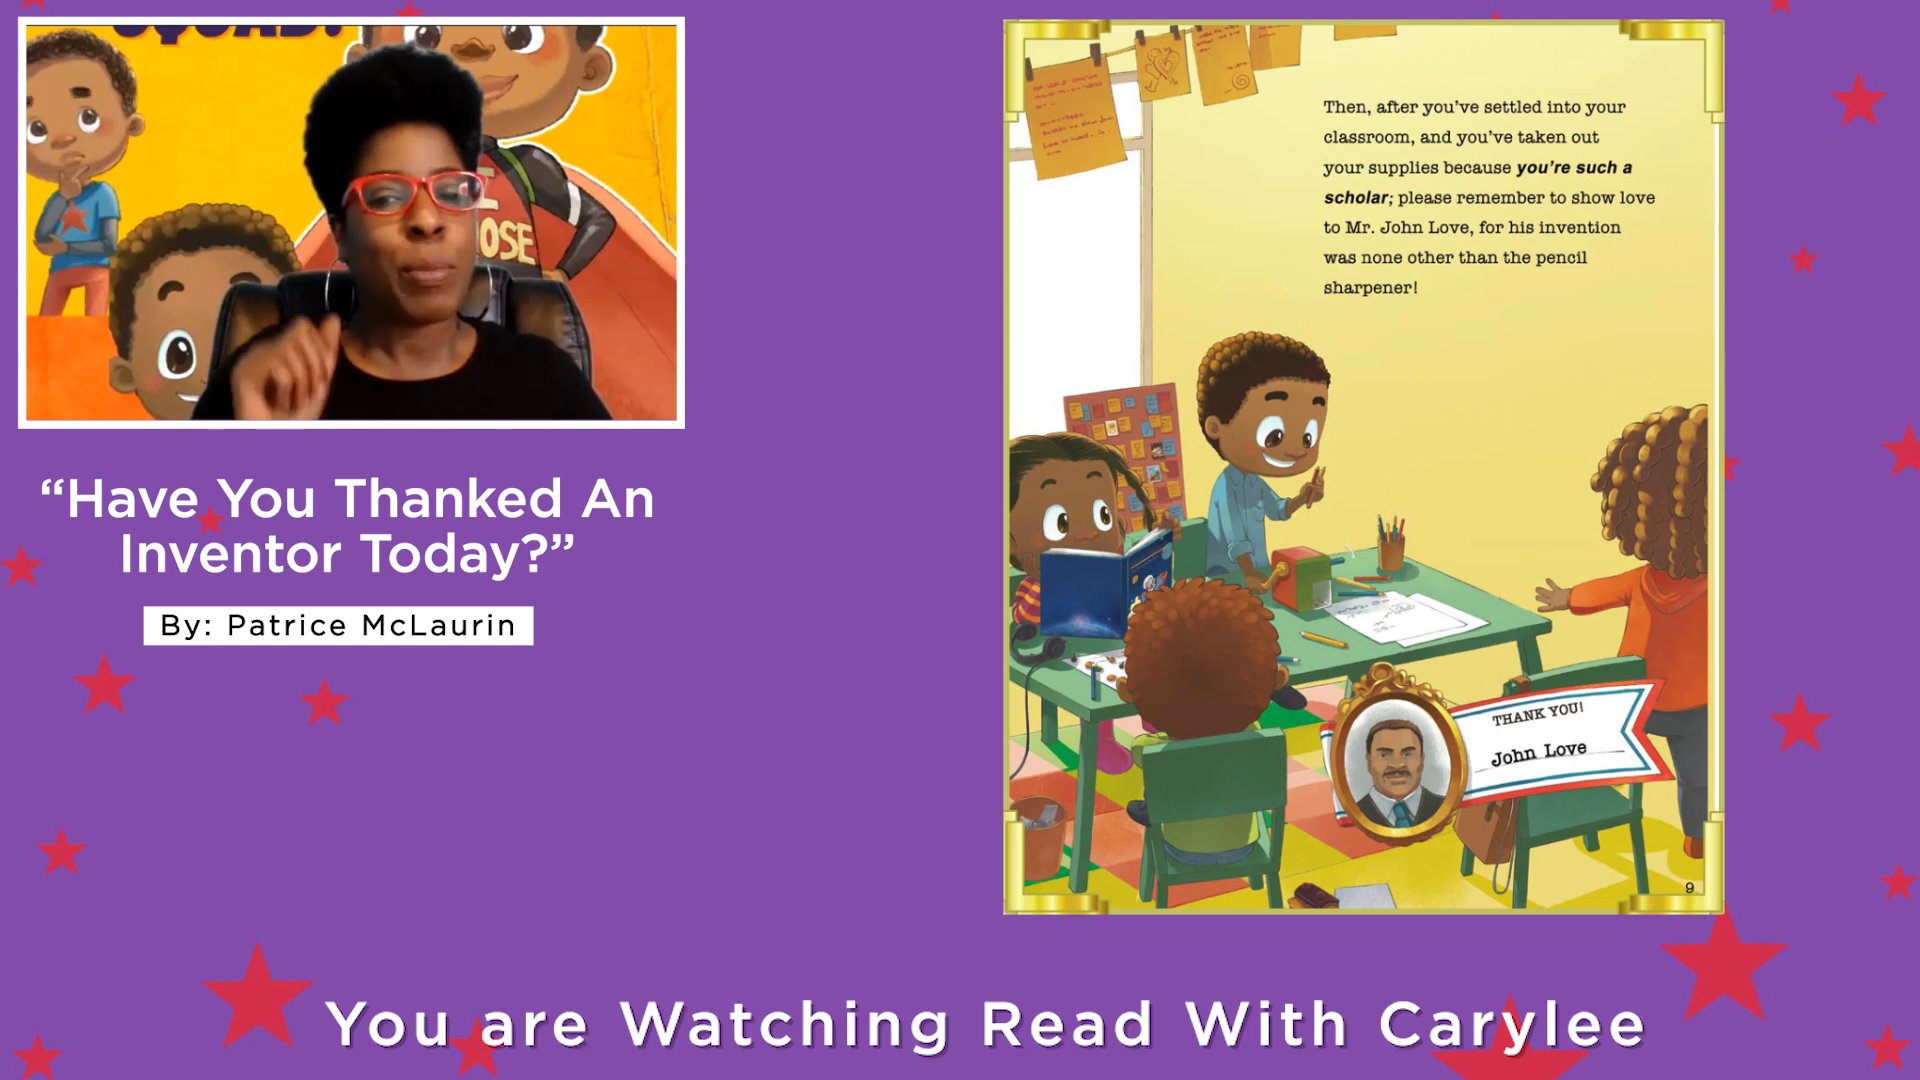 SQUAD!
OSE
“Have You Thanked An
Inventor Today?”
By: Patrice McLaurin
Then, after you’ve settled into your
classroom, and you’ve taken out
your supplies because you’re such a
scholar; please remember to show love
to Mr. John Love, for his invention
was none other than the pencil
sharpener!
THANK YOU!
John Love
9
You are Watching Read With Carylee